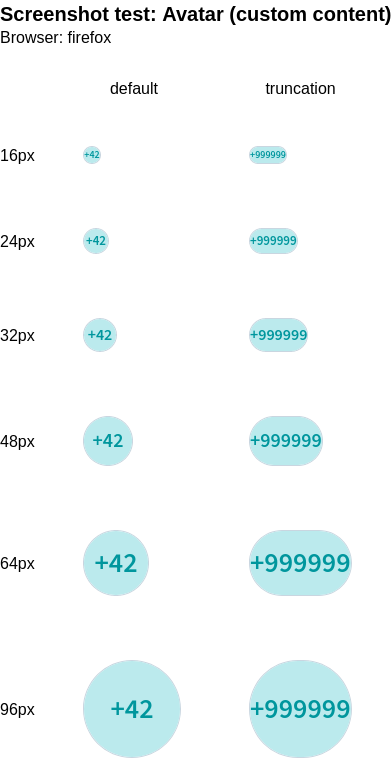 Screenshot test: Avatar (custom content)
Browser: firefox
default truncation
16px +42 +999999
24px +42 +999999
32px +42 +999999
48px +42 +999999
64px +42 +999999
96px +42 +999999